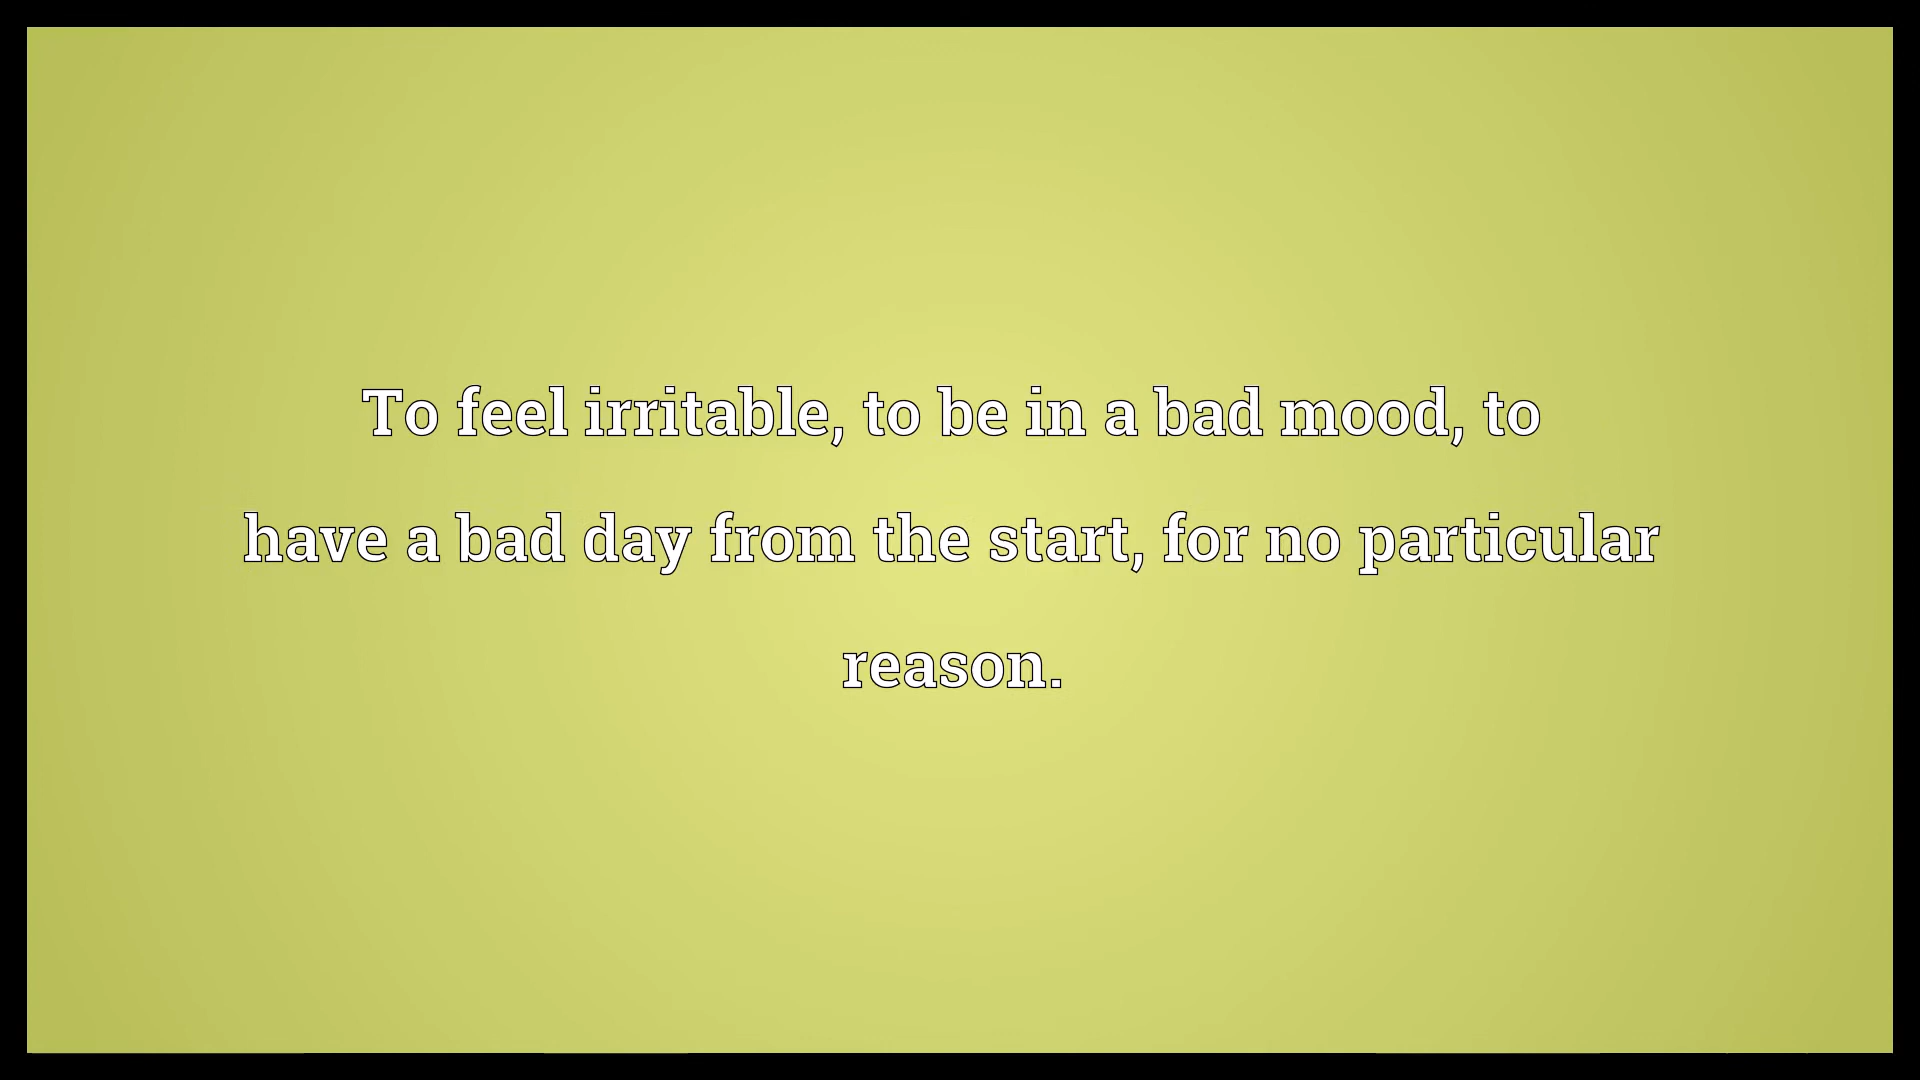 To feel irritable, to be in a bad mood, to
have a bad day from the start, for no particular
reason.